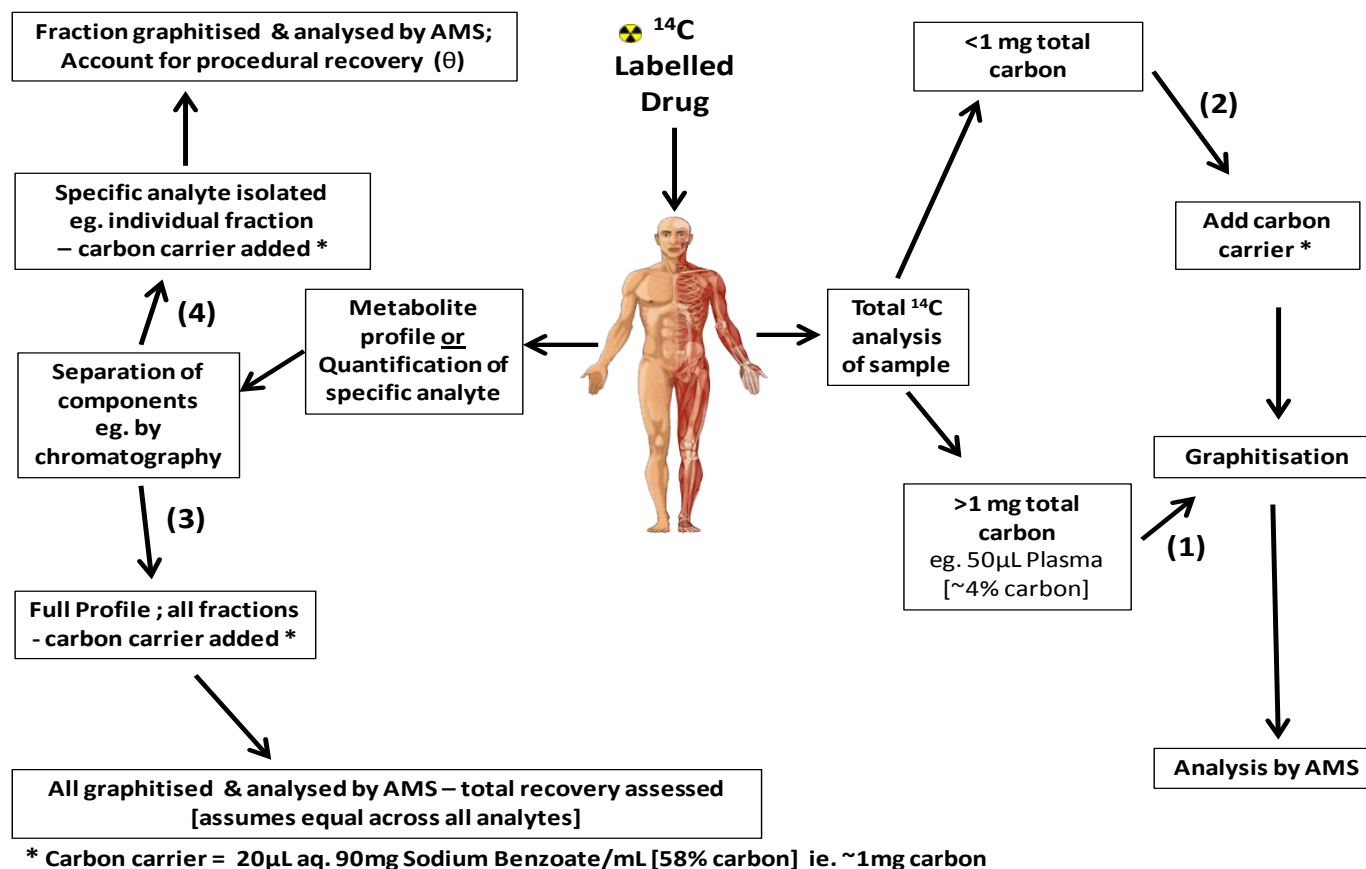 Fraction graphitised & analysed by AMS;
Account for procedural recovery (θ)
¹⁴C
Labelled
Drug
<1 mg total
carbon
(2)
Specific analyte isolated
eg. individual fraction
– carbon carrier added *
Add carbon
carrier *
(4)
Metabolite
profile or
Quantification of
specific analyte
Total ¹⁴C
analysis
of sample
Separation of
components
eg. by
chromatography
Graphitisation
(3)
>1 mg total
carbon
eg. 50µL Plasma
[~4% carbon]
(1)
Full Profile ; all fractions
- carbon carrier added *
All graphitised & analysed by AMS – total recovery assessed
[assumes equal across all analytes]
Analysis by AMS
* Carbon carrier = 20µL aq. 90mg Sodium Benzoate/mL [58% carbon] ie. ~1mg carbon